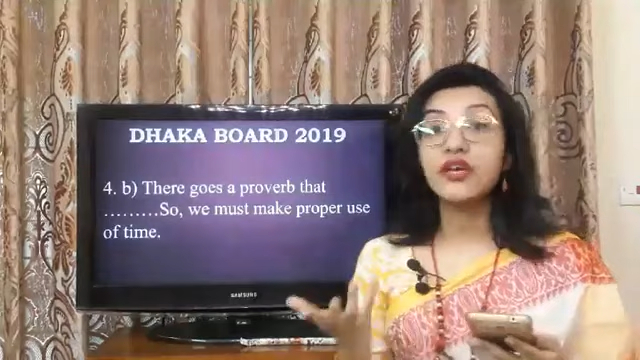 DHAKA BOARD 2019
4. b) There goes a proverb that
.........So, we must make proper use
of time.
SAMSUNG